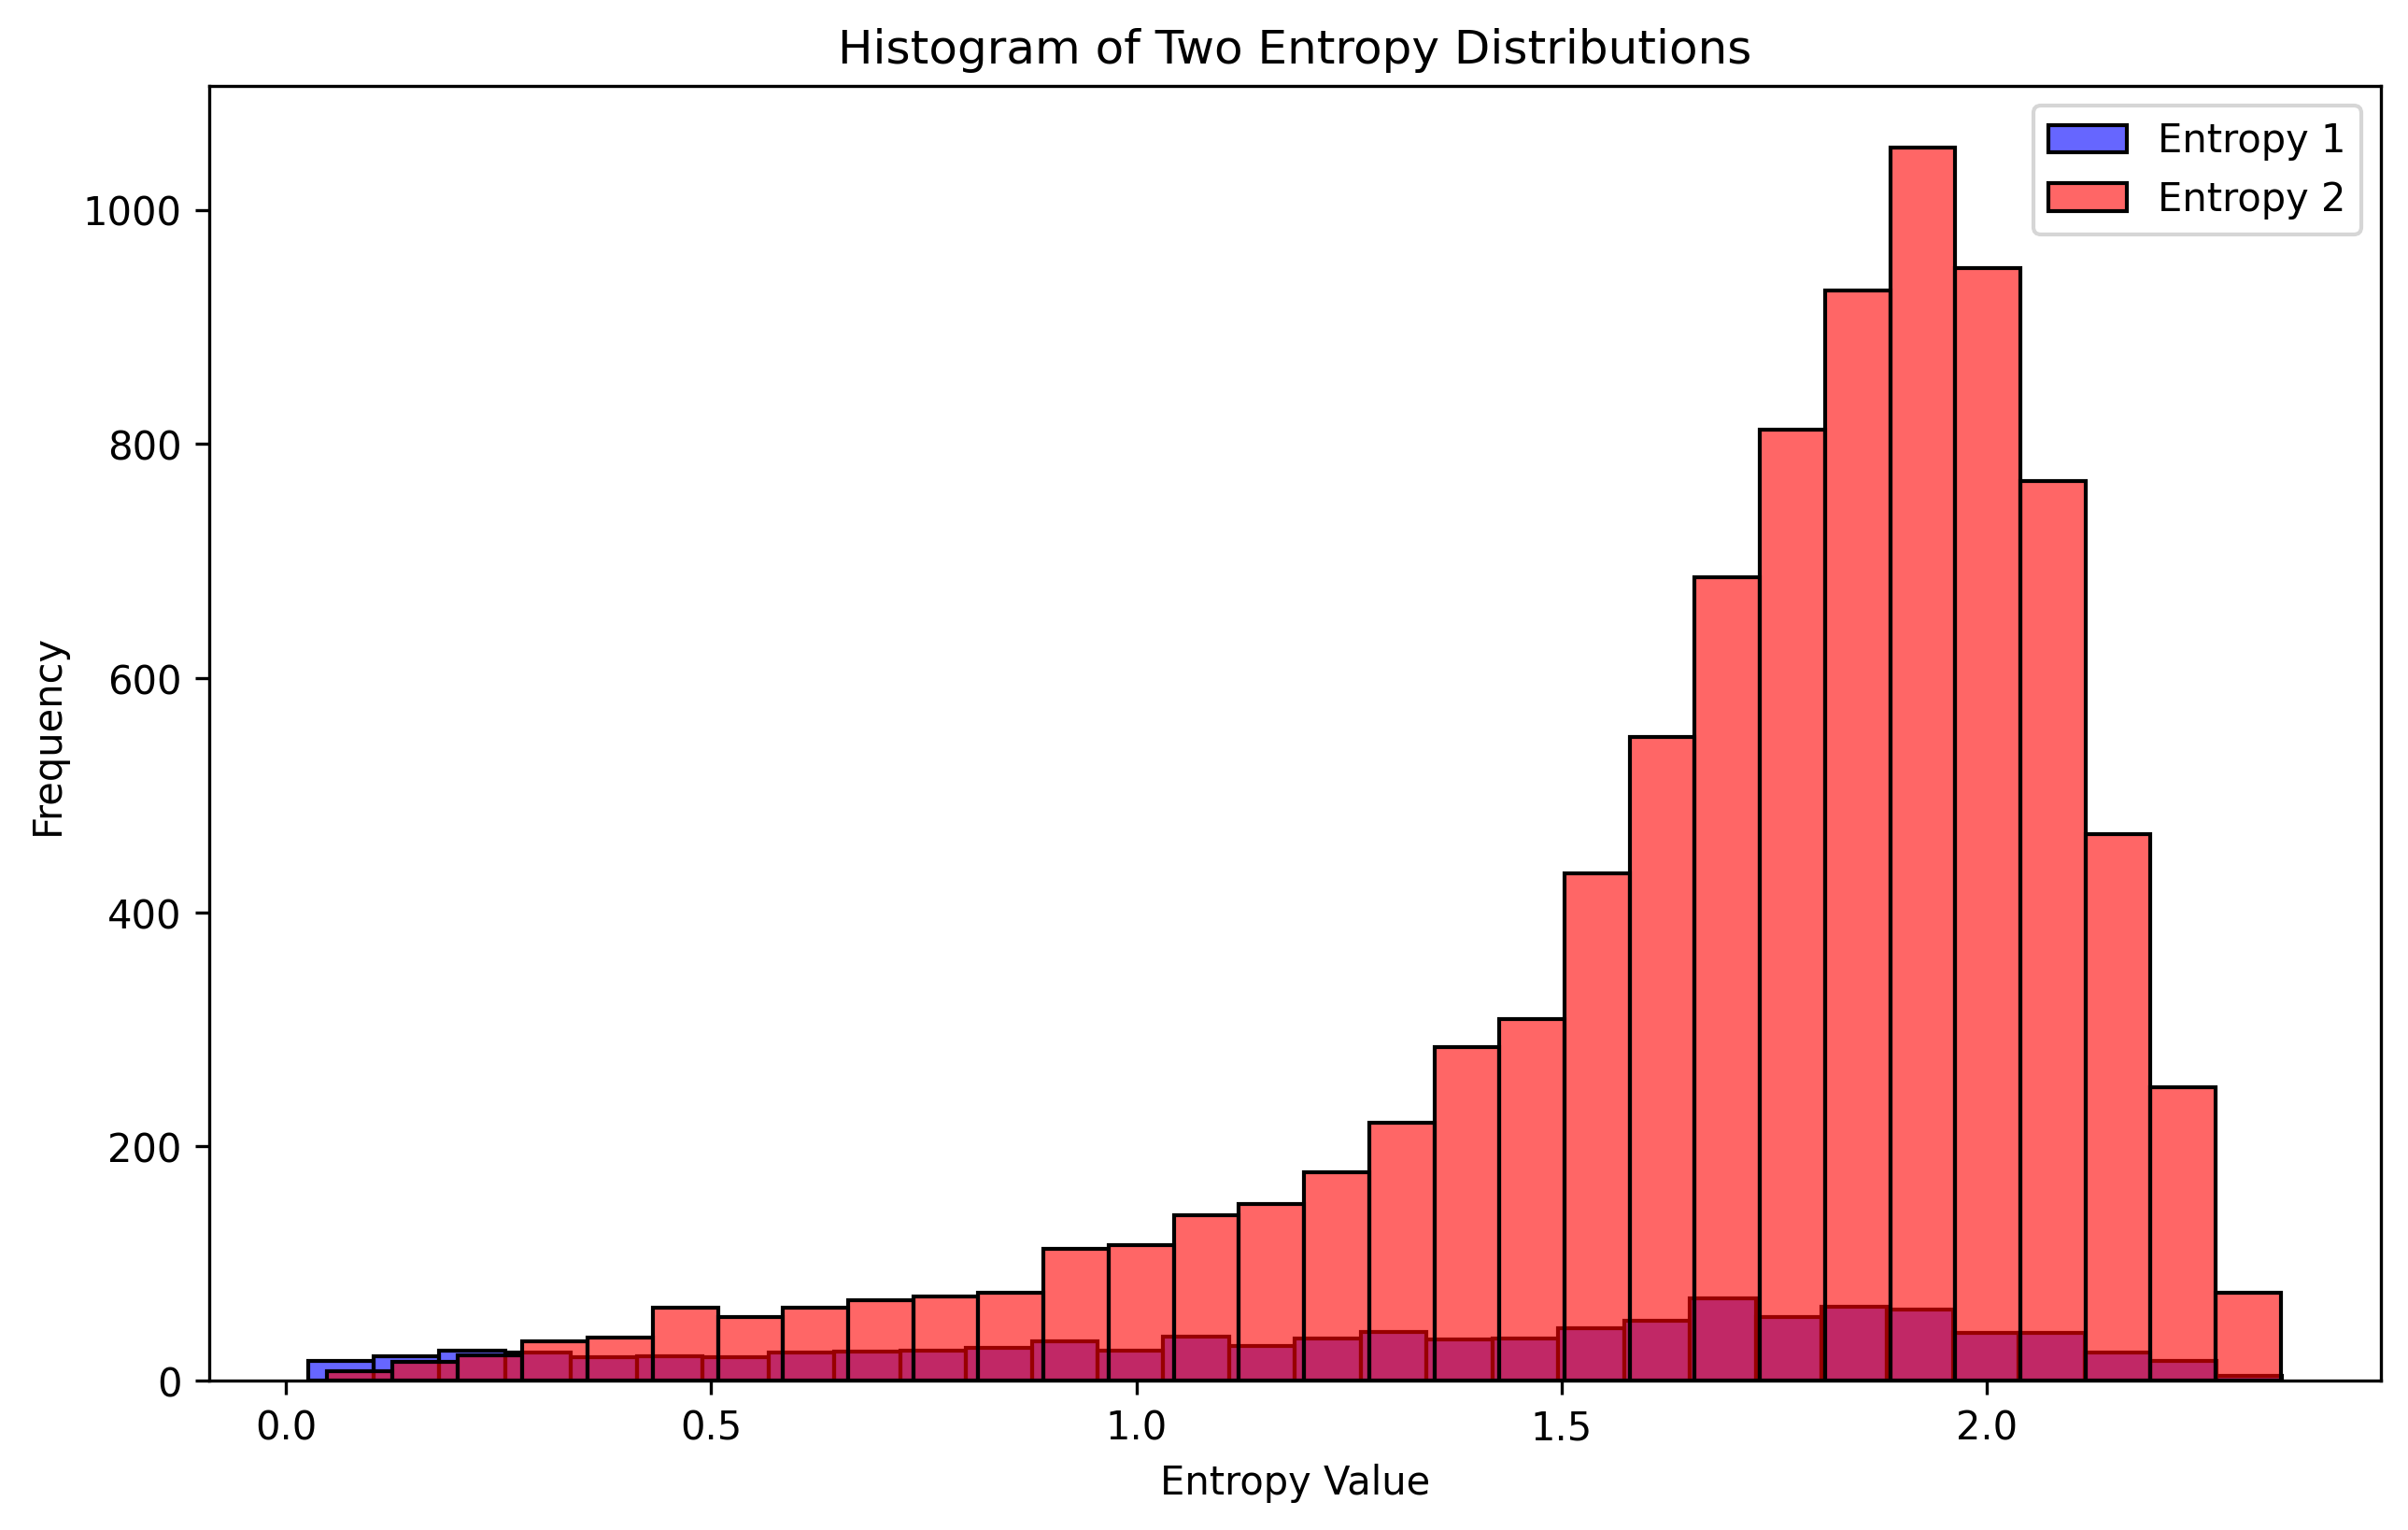 Histogram of Two Entropy Distributions
Entropy 1
Entropy 2
Frequency
1000
800
600
400
200
0
0.0 0.5 1.0 1.5 2.0
Entropy Value